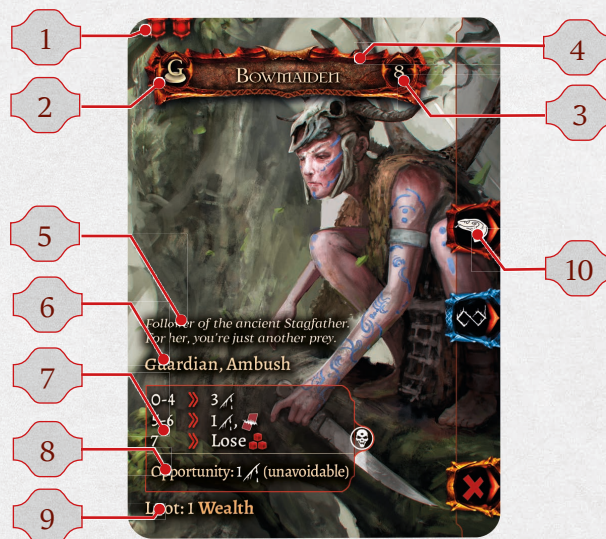 1
4
G
BOWMAIDEN
8
2
3
5
10
6
Follower of the ancient Stagfather.
For her, you're just another prey.
Guardian, Ambush
7
0-4 3
5-6 1,
7 Lose
8
Opportunity: 1 (unavoidable)
9
Loot: 1 Wealth